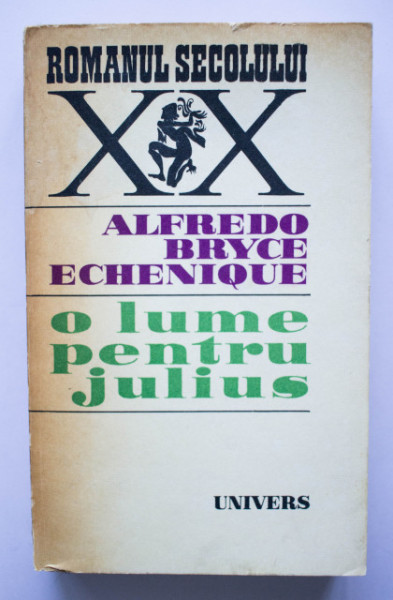 ROMANUL SECOLULUI
XX
ALFREDO
BRYCE
ECHENIQUE
o lume
pentru
julius
UNIVERS